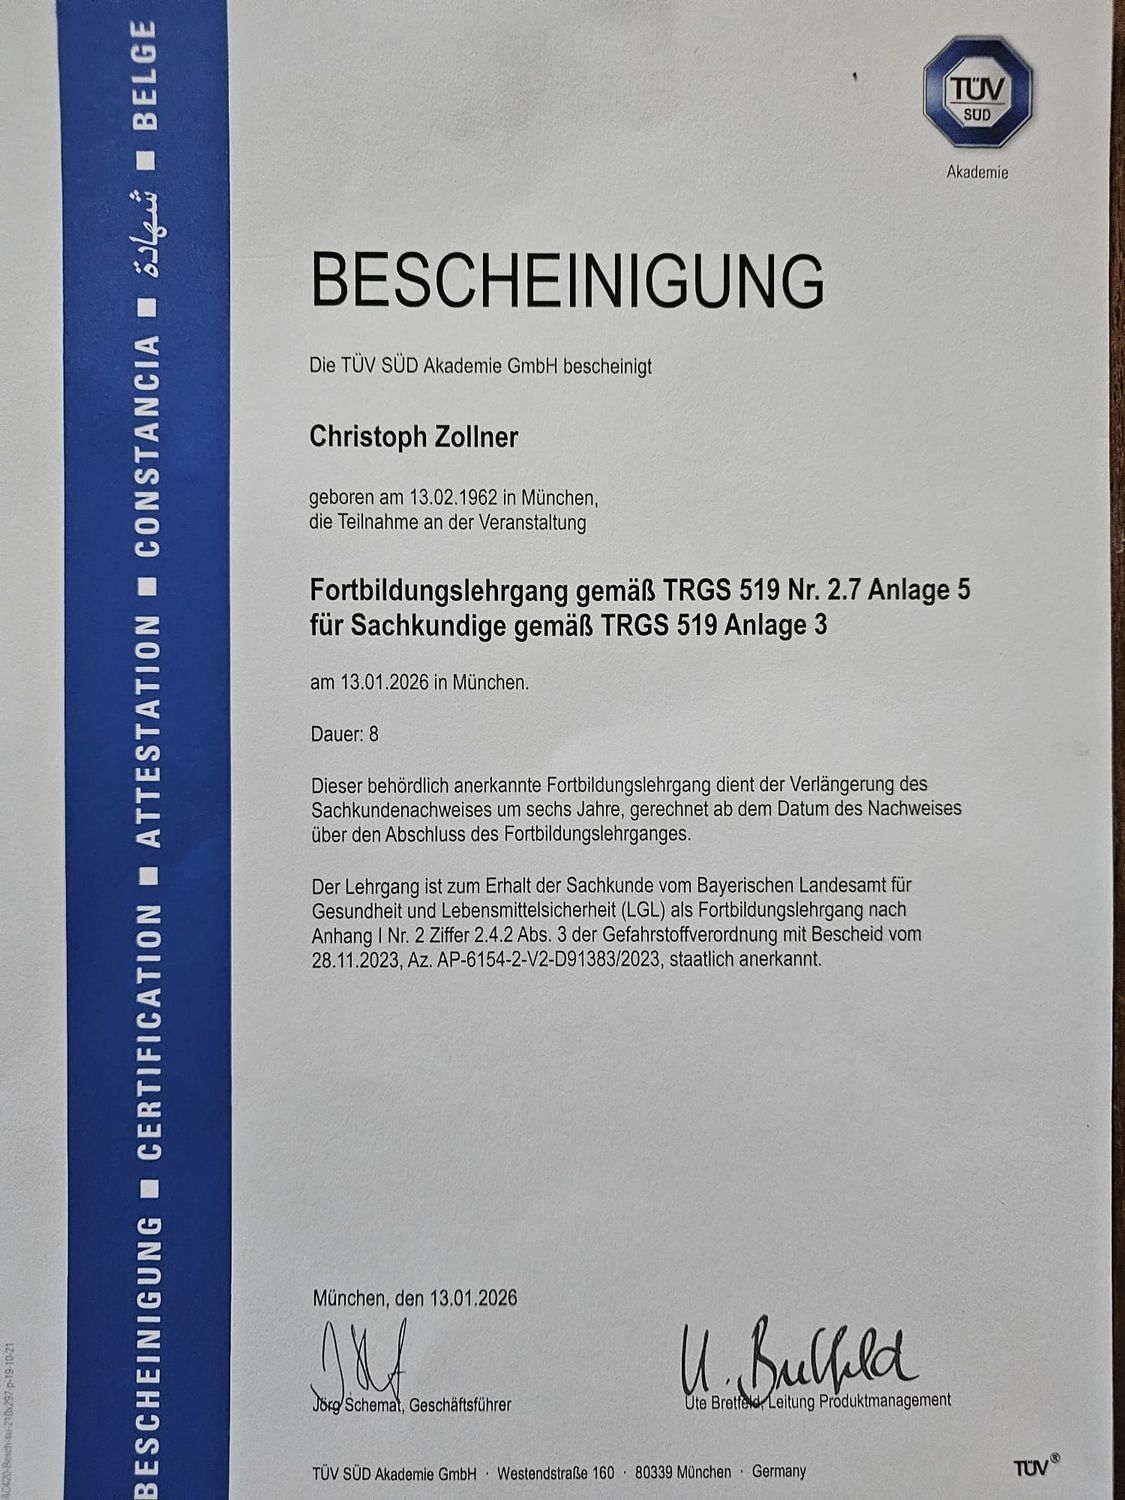 TÜV
SÜD
Akademie
BESCHEINIGUNG ■ CERTIFICATION ■ ATTESTATION ■ CONSTANCIA ■ شهادة ■ BELGE
BESCHEINIGUNG
Die TÜV SÜD Akademie GmbH bescheinigt
Christoph Zollner
geboren am 13.02.1962 in München,
die Teilnahme an der Veranstaltung
Fortbildungslehrgang gemäß TRGS 519 Nr. 2.7 Anlage 5
für Sachkundige gemäß TRGS 519 Anlage 3
am 13.01.2026 in München.
Dauer: 8
Dieser behördlich anerkannte Fortbildungslehrgang dient der Verlängerung des
Sachkundenachweises um sechs Jahre, gerechnet ab dem Datum des Nachweises
über den Abschluss des Fortbildungslehrganges.
Der Lehrgang ist zum Erhalt der Sachkunde vom Bayerischen Landesamt für
Gesundheit und Lebensmittelsicherheit (LGL) als Fortbildungslehrgang nach
Anhang I Nr. 2 Ziffer 2.4.2 Abs. 3 der Gefahrstoffverordnung mit Bescheid vom
28.11.2023, Az. AP-6154-2-V2-D91383/2023, staatlich anerkannt.
München, den 13.01.2026
U. Bretfeld
Jörg Schemat, Geschäftsführer
Ute Bretfeld, Leitung Produktmanagement
TÜV SÜD Akademie GmbH · Westendstraße 160 · 80339 München · Germany
TÜV®